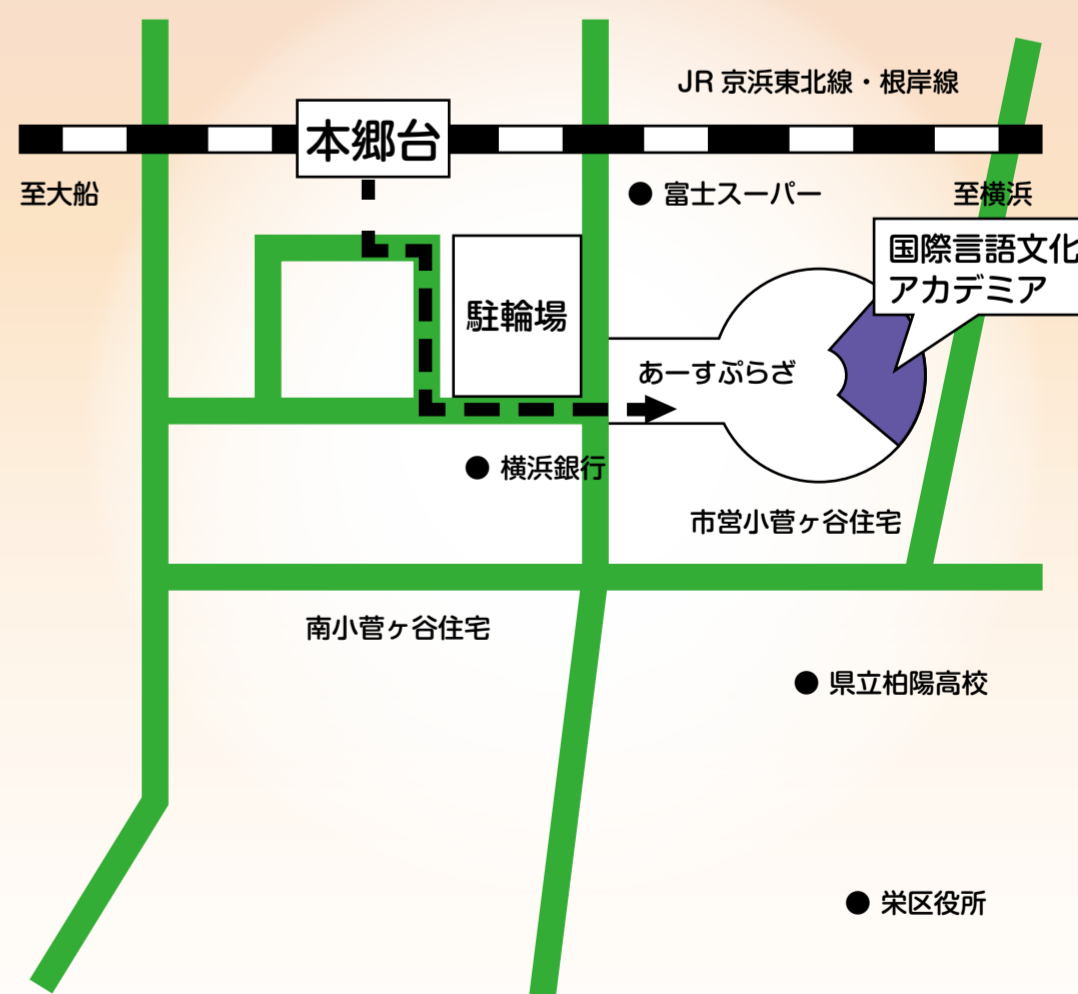 JR 京浜東北線・根岸線
本郷台
至大船
富士スーパー
至横浜
国際言語文化
アカデミア
駐輪場
あーすぷらざ
横浜銀行
市営小菅ヶ谷住宅
南小菅ヶ谷住宅
県立柏陽高校
栄区役所